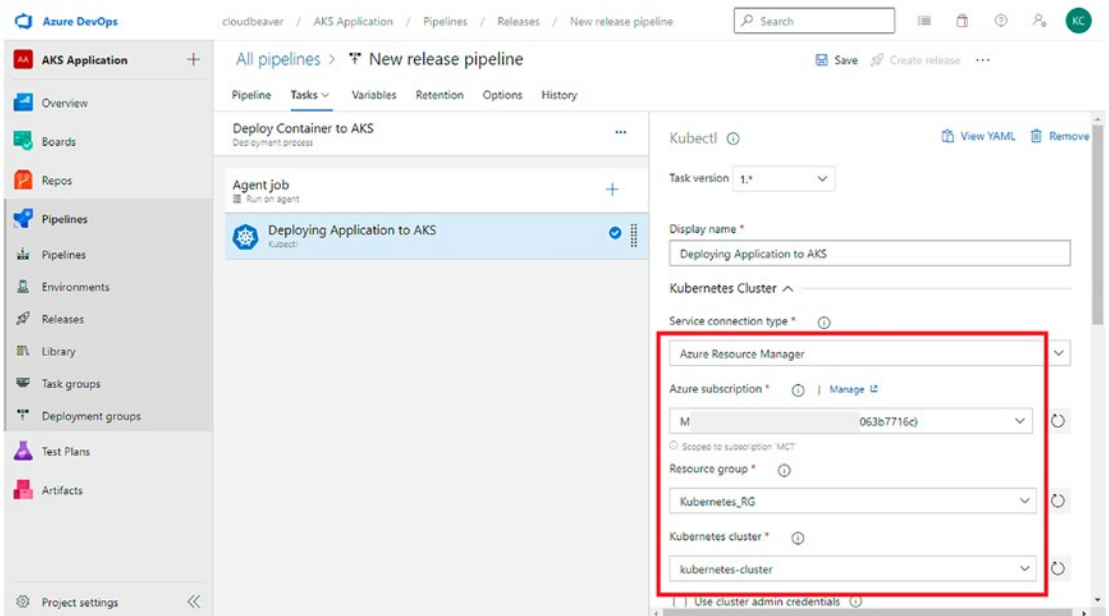 Azure DevOps
cloudbeaver / AKS Application / Pipelines / Releases / New release pipeline
Search
KC
AA AKS Application
All pipelines > New release pipeline
Save Create release ...
Overview
Boards
Repos
Pipelines
Pipelines
Environments
Releases
Library
Task groups
Deployment groups
Test Plans
Artifacts
Project settings
Pipeline Tasks Variables Retention Options History
Deploy Container to AKS
Deployment process
Agent job
Run on agent
Deploying Application to AKS
Kubectl
Kubectl
View YAML Remove
Task version 1.*
Display name *
Deploying Application to AKS
Kubernetes Cluster
Service connection type *
Azure Resource Manager
Azure subscription * | Manage
M 063b7716c)
Scoped to subscription 'MCT'
Resource group *
Kubernetes_RG
Kubernetes cluster *
kubernetes-cluster
Use cluster admin credentials